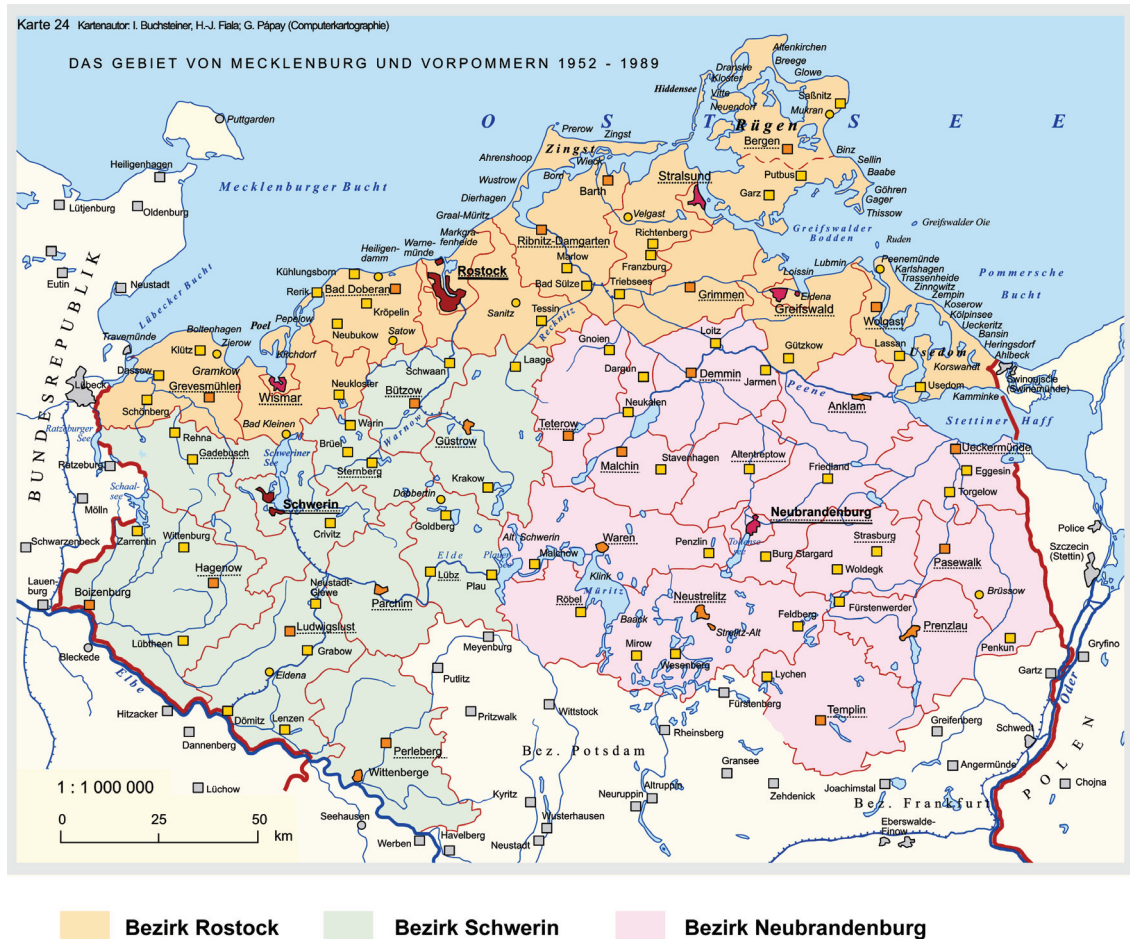 Karte 24 Kartenautor: I. Buchsteiner, H.-J. Fiala; G. Pápay (Computerkartographie)
DAS GEBIET VON MECKLENBURG UND VORPOMMERN 1952 - 1989
OSTSEE
Mecklenburger Bucht
Lübecker Bucht
Greifswalder Bodden
Pommersche Bucht
Stettiner Haff
Greifswalder Oie
Ruden
BUNDESREPUBLIK
POLEN
Puttgarden
Heiligenhagen
Lütjenburg
Oldenburg
Eutin
Neustadt
Travemünde
Lübeck
Ratzeburger See
Ratzeburg
Schaalsee
Mölln
Schwarzenbeck
Lauenburg
Bleckede
Elbe
Hitzacker
Dannenberg
Lüchow
Altenkirchen
Breege
Glowe
Dranske
Kloster
Hiddensee
Vitte
Neuendorf
Saßnitz
Mukran
Rügen
Bergen
Binz
Sellin
Baabe
Göhren
Gager
Thissow
Putbus
Garz
Prerow
Zingst
Zingst
Ahrenshoop
Wieck
Born
Wustrow
Barth
Stralsund
Dierhagen
Velgast
Graal-Müritz
Ribnitz-Damgarten
Richtenberg
Markgrafenheide
Warnemünde
Heiligendamm
Rostock
Marlow
Franzburg
Kühlungsborn
Bad Doberan
Bad Sülze
Triebsees
Grimmen
Rerik
Kröpelin
Sanitz
Tessin
Recknitz
Lubmin
Loissin
Eldena
Greifswald
Peenemünde
Karlshagen
Trassenheide
Zinnowitz
Zempin
Koserow
Kölpinsee
Ueckeritz
Bansin
Heringsdorf
Ahlbeck
Wolgast
Usedom
Korswandt
Lassan
Usedom
Kamminke
Swinoujscie
(Swinemünde)
Pepelow
Poel
Neubukow
Satow
Boltenhagen
Zierow
Klütz
Kirchdorf
Dassow
Gramkow
Grevesmühlen
Wismar
Schönberg
Neukloster
Schwaan
Laage
Bützow
Gnoien
Loitz
Gützkow
Dargun
Demmin
Jarmen
Peene
Anklam
Rehna
Bad Kleinen
Warin
Warnow
Neukalen
Gadebusch
Schweriner See
Brüel
Sternberg
Güstrow
Teterow
Malchin
Stavenhagen
Altentreptow
Friedland
Ueckermünde
Eggesin
Torgelow
Krakow
Schwerin
Dobbertin
Goldberg
Crivitz
Neubrandenburg
Zarrentin
Wittenburg
Alt Schwerin
Waren
Penzlin
Tollensesee
Burg Stargard
Strasburg
Police
Szczecin
(Stettin)
Elde
Plauer See
Malchow
Hagenow
Boizenburg
Neustadt-Glewe
Lübz
Plau
Parchim
Klink
Müritz
Woldegk
Pasewalk
Röbel
Neustrelitz
Feldberg
Fürstenwerder
Brüssow
Lübtheen
Ludwigslust
Baack
Strelitz-Alt
Prenzlau
Grabow
Meyenburg
Mirow
Wesenberg
Penkun
Gryfino
Eldena
Putlitz
Lychen
Gartz
Oder
Dömitz
Lenzen
Pritzwalk
Wittstock
Fürstenberg
Templin
Greifenberg
Schwedt
Perleberg
Bez. Potsdam
Rheinsberg
Wittenberge
Gransee
Angermünde
Chojna
Zehdenick
Joachimstal
Kyritz
Neuruppin
Altruppin
Bez. Frankfurt
Seehausen
Wusterhausen
Eberswalde-Finow
Werben
Havelberg
Neustadt
1 : 1 000 000
0 25 50
km
Bezirk Rostock Bezirk Schwerin Bezirk Neubrandenburg